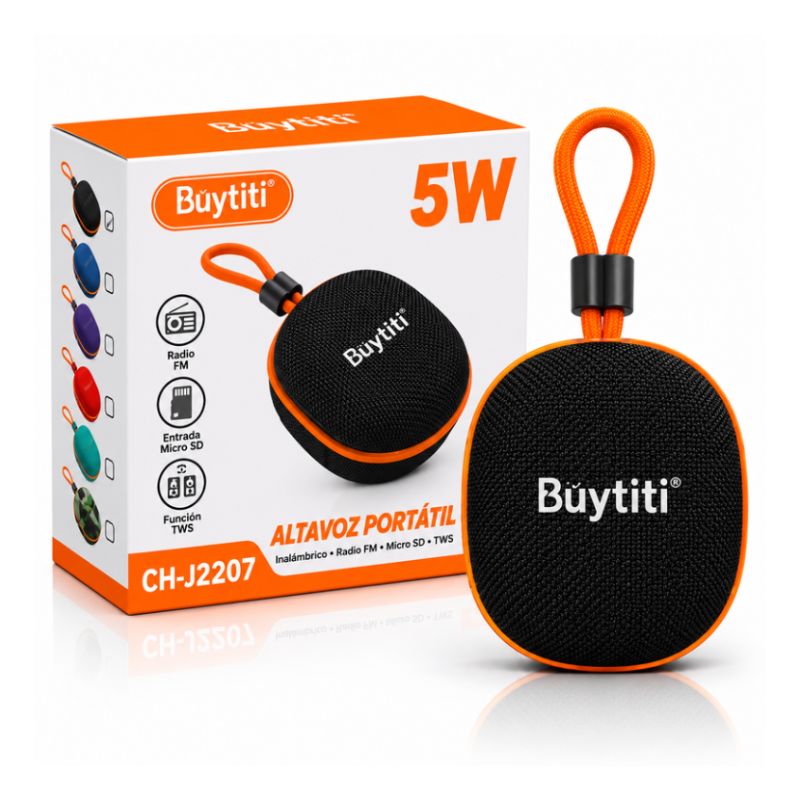 Bŭytiti®
Bŭytiti®
5W
Bŭytiti®
Radio
FM
Entrada
Micro SD
Función
TWS
ALTAVOZ PORTÁTIL
Inalámbrico • Radio FM • Micro SD • TWS
CH-J2207
Bŭytiti®